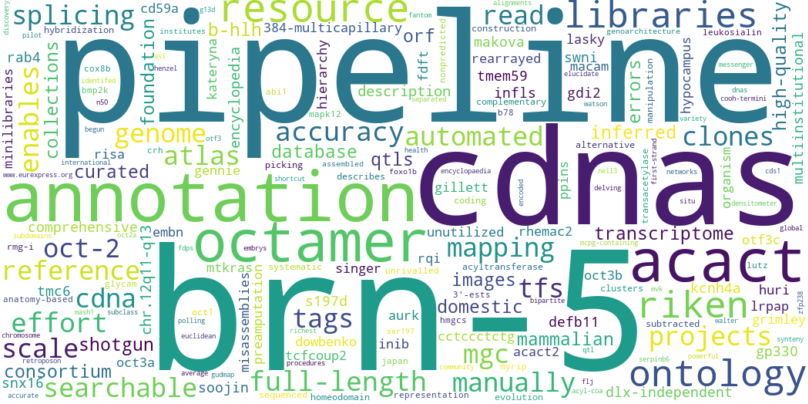 pipeline
cdnas
brn-5
annotation
octamer
acact
resource
libraries
riken
ontology
splicing
cd59a
b-hlh
384-multicapillary
read
orf
makova
rearrayed
lasky
swni
macam
leukosialin
genoarchitecture
discovery
pilot
hybridization
g13d
institutes
fantom
alignments
nonpredicted
construction
messenger
dnas
cooh-termini
high-quality
rab4
cox8b
bmp2k
identifed
n50
begun
otf3
henzel
foundation
kateryna
encyclopedia
hierarchy
abi1
mapk12
description
fdft
tmem59
infls
complementary
separated
b78
gdi2
errors
elucidate
manipulation
hypocampus
watson
variety
multiinstitutional
minilibraries
enables
collections
genome
accuracy
automated
inferred
clones
www.eurexpress.org
international
risa
crh
atlas
database
picking
assembled
health
alternative
curated
gennie
shortcut
describes
qtls
foxo1b
encyclopaedia
delving
neil3
first-strand
cds1
gillett
coding
encoded
ppins
transacetylase
organism
situ
networks
densitometer
comprehensive
embn
unutilized
rhemac2
transcriptome
global
rmg-i
oct-2
chr.12q11-q13
mapping
otf3c
mcpg-containing
reference
fdps
embrys
mtkras
singer
rqi
acyltransferase
clusters
oct3b
kcnh4a
lutz
zfp238
cdna
tmc6
glycam
systematic
unrivalled
images
3'-ests
tfs
huri
anatomy-based
mash1
subclass
oct1
s197d
aurk
hmgcs
domestic
bipartite
lrpap
grimley
effort
polling
misassemblies
preamputation
tags
cctccctctg
defb11
subtracted
walter
projects
scale
shotgun
chromosome
retroposon
euclidean
dowbenko
inib
mgc
acact2
mammalian
gp330
synteny
consortium
oct3a
richest
tcfcoup2
ser197
japan
myrip
qtl
serpinb6
powerful
snx16
average
gudmap
procedures
community
flj
mvk
searchable
soojin
full-length
manually
dlx-independent
accurate
sequenced
homeodomain
representation
evolution
acyl-coa